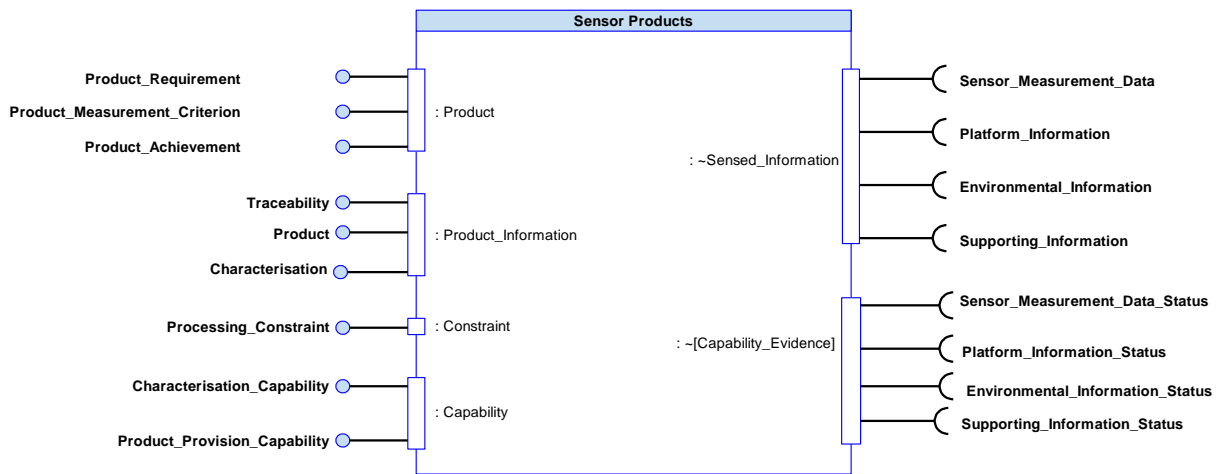 Sensor Products
Product_Requirement
Product_Measurement_Criterion
Product_Achievement
: Product
Traceability
Product
Characterisation
: Product_Information
Processing_Constraint
: Constraint
Characterisation_Capability
Product_Provision_Capability
: Capability
: ~Sensed_Information
Sensor_Measurement_Data
Platform_Information
Environmental_Information
Supporting_Information
: ~[Capability_Evidence]
Sensor_Measurement_Data_Status
Platform_Information_Status
Environmental_Information_Status
Supporting_Information_Status